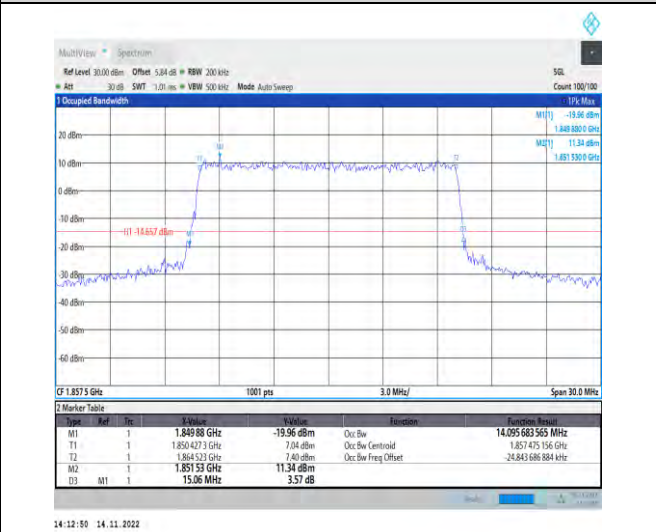 MultiView Spectrum
Ref Level 30.00 dBm Offset 5.84 dB RBW 200 kHz SGL
Att 30 dB SWT 1.01 ms VBW 500 kHz Mode Auto Sweep Count 100/100
1 Occupied Bandwidth 1Pk Max
M1[1] -19.96 dBm
1.849 880 0 GHz
M2[1] 11.34 dBm
1.851 530 0 GHz
20 dBm
10 dBm
0 dBm
-10 dBm
H1 -14.657 dBm
-20 dBm
-30 dBm
-40 dBm
-50 dBm
-60 dBm
M2
T1
T2
M1
D3
CF 1.857 5 GHz 1001 pts 3.0 MHz/ Span 30.0 MHz
2 Marker Table
Type Ref Trc X-Value Y-Value Function Function Result
M1 1 1.849 88 GHz -19.96 dBm Occ Bw 14.095 683 565 MHz
T1 1 1.850 427 3 GHz 7.04 dBm Occ Bw Centroid 1.857 475 156 GHz
T2 1 1.864 523 GHz 7.40 dBm Occ Bw Freq Offset -24.843 686 884 kHz
M2 1 1.851 53 GHz 11.34 dBm
D3 M1 1 15.06 MHz 3.57 dB
14:12:50 14.11.2022